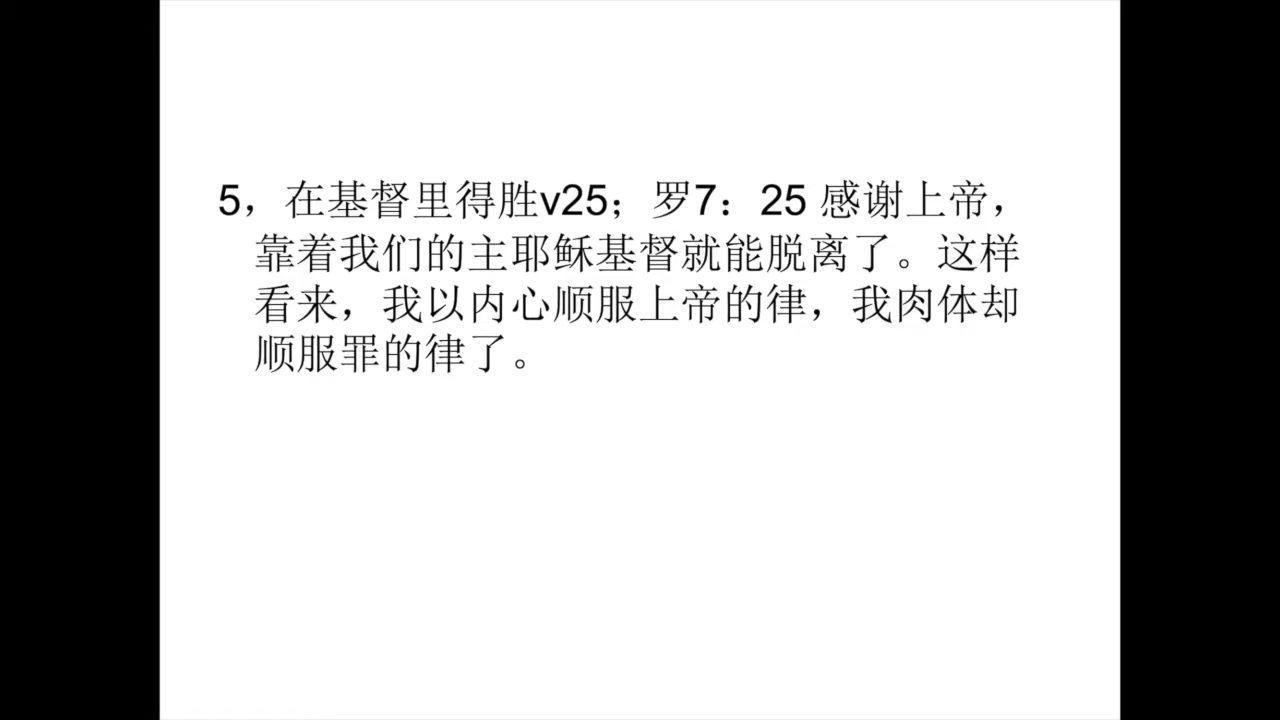 5，在基督里得胜v25；罗7：25 感谢上帝，
靠着我们的主耶稣基督就能脱离了。这样
看来，我以内心顺服上帝的律，我肉体却
顺服罪的律了。